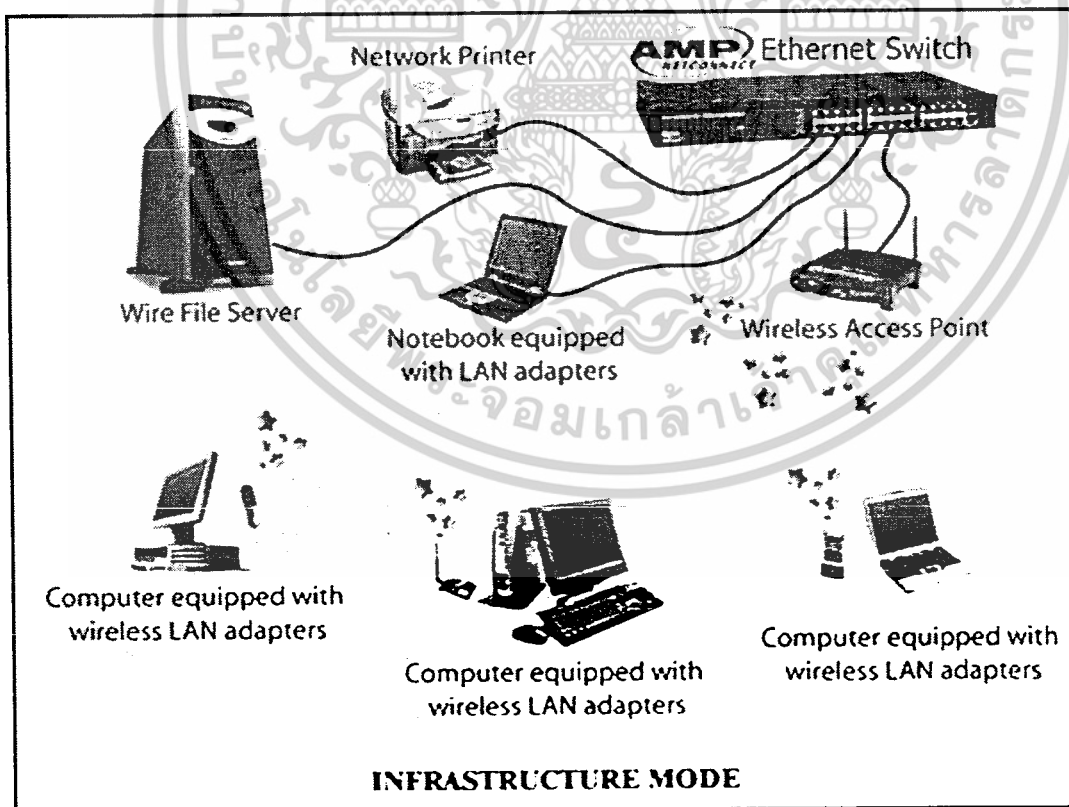 Network Printer
AMP Ethernet Switch
NETCONNECT
Wire File Server
Notebook equipped
with LAN adapters
Wireless Access Point
Computer equipped with
wireless LAN adapters
Computer equipped with
wireless LAN adapters
Computer equipped with
wireless LAN adapters
INFRASTRUCTURE MODE